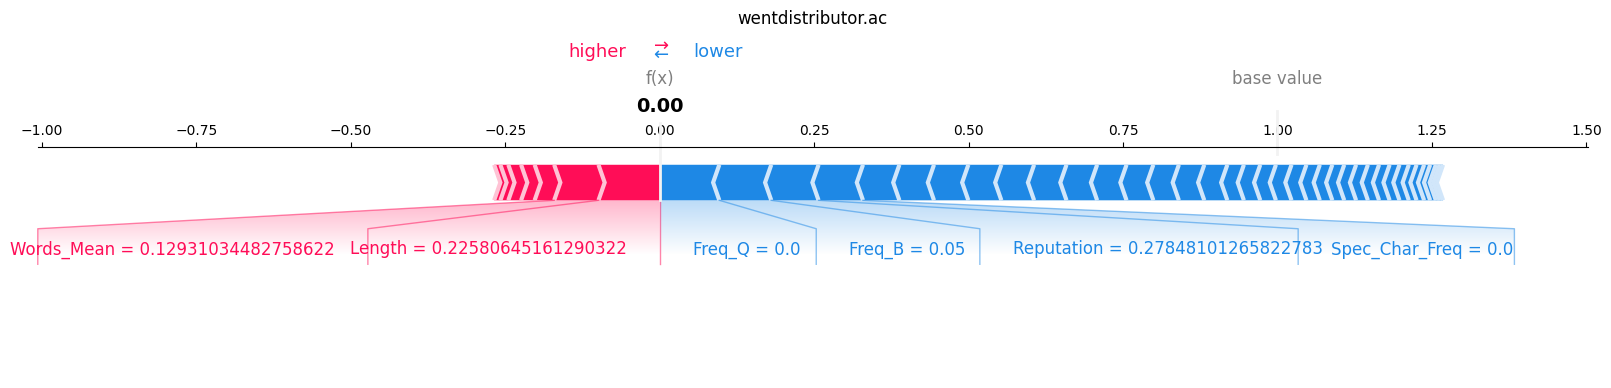 wentdistributor.ac
higher → ← lower
f(x) base value
0.00
−1.00 −0.75 −0.50 −0.25 0.00 0.25 0.50 0.75 1.00 1.25 1.50
Words_Mean = 0.12931034482758622 Length = 0.22580645161290322 Freq_Q = 0.0 Freq_B = 0.05 Reputation = 0.27848101265822783 Spec_Char_Freq = 0.0